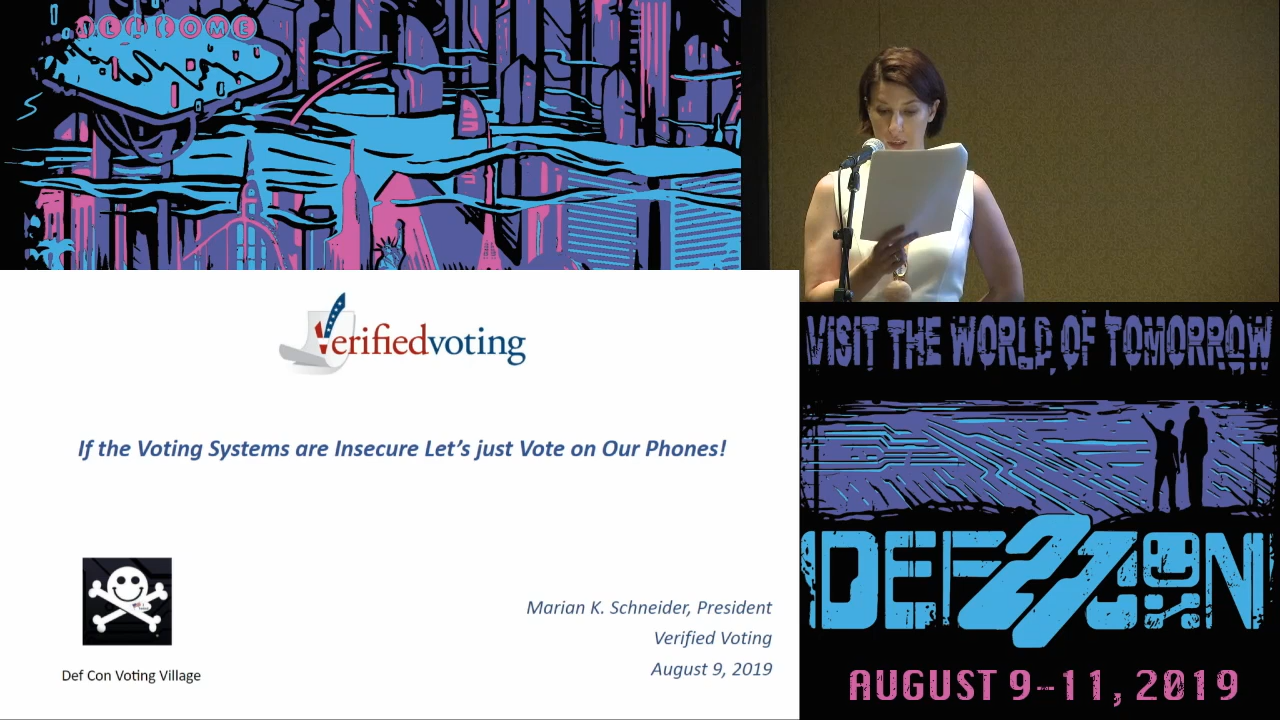 WELCOME
Verifiedvoting
If the Voting Systems are Insecure Let's just Vote on Our Phones!
Marian K. Schneider, President
Verified Voting
August 9, 2019
Def Con Voting Village
VISIT THE WORLD OF TOMORROW
DEF 27 CON
AUGUST 9--11, 2019